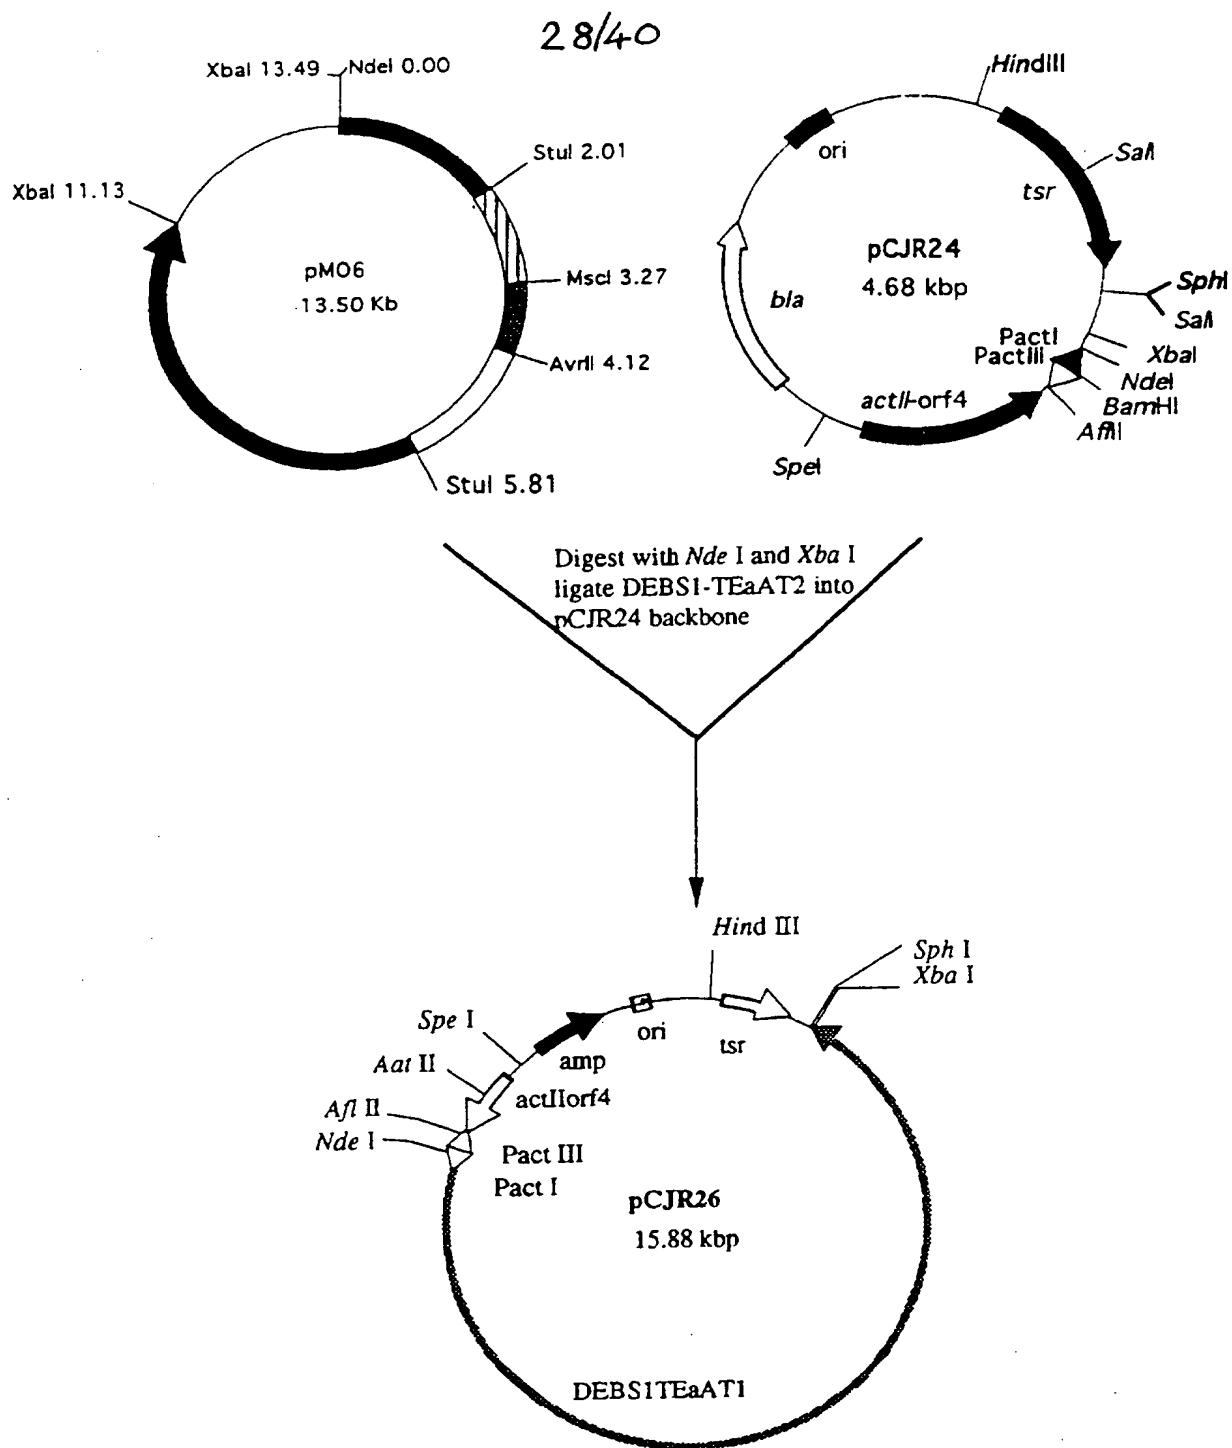 28/40
XbaI 13.49
NdeI 0.00
StuI 2.01
XbaI 11.13
pMO6
13.50 Kb
MscI 3.27
AvrII 4.12
StuI 5.81
HindIII
ori
SalI
tsr
pCJR24
4.68 kbp
bla
SphI
SalI
PactI
PactIII
XbaI
NdeI
BamHI
AflII
actII-orf4
SpeI
Digest with Nde I and Xba I
ligate DEBS1-TEaAT2 into
pCJR24 backbone
Hind III
Sph I
Xba I
Spe I
ori
tsr
amp
Aat II
actIIorf4
Afl II
Nde I
Pact III
Pact I
pCJR26
15.88 kbp
DEBS1TEaAT1